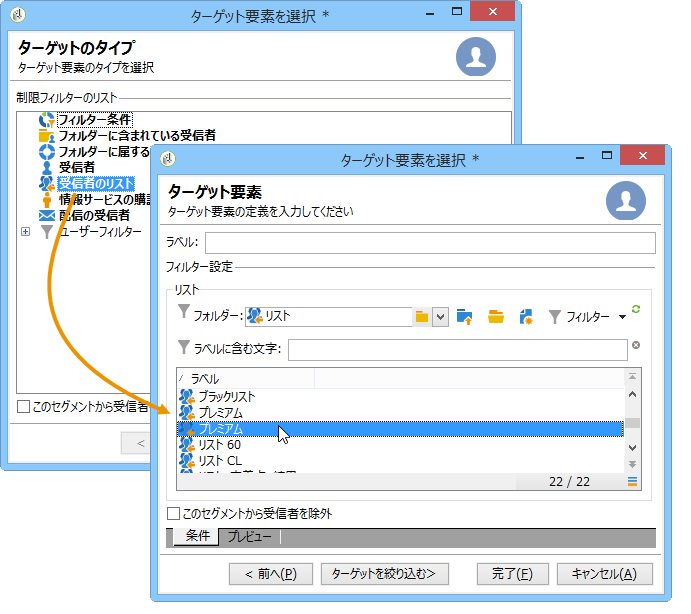 ターゲット要素を選択 *
ターゲットのタイプ
ターゲット要素のタイプを選択
制限フィルターのリスト
フィルター条件
フォルダーに含まれている受信者
フォルダーに属する
受信者
受信者のリスト
情報サービスの購読
配信の受信者
ユーザーフィルター
このセグメントから受信者
<
ターゲット要素を選択 *
ターゲット要素
ターゲット要素の定義を入力してください
ラベル:
フィルター設定
リスト
フォルダー: リスト
フィルター
ラベルに含む文字:
ラベル
ブラックリスト
プレミアム
プレミアム
リスト 60
リスト CL
22 / 22
このセグメントから受信者を除外
条件 プレビュー
< 前へ(P) ターゲットを絞り込む> 完了(F) キャンセル(A)